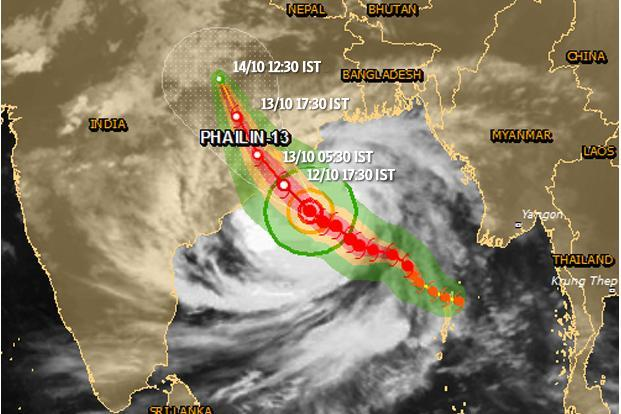 NEPAL
BHUTAN
CHINA
14/10 12:30 IST
BANGLADESH
13/10 17:30 IST
INDIA
PHAILIN-13
MYANMAR
LAOS
13/10 05:30 IST
12/10 17:30 IST
Yangon
THAILAND
Krung Thep
SRI LANKA